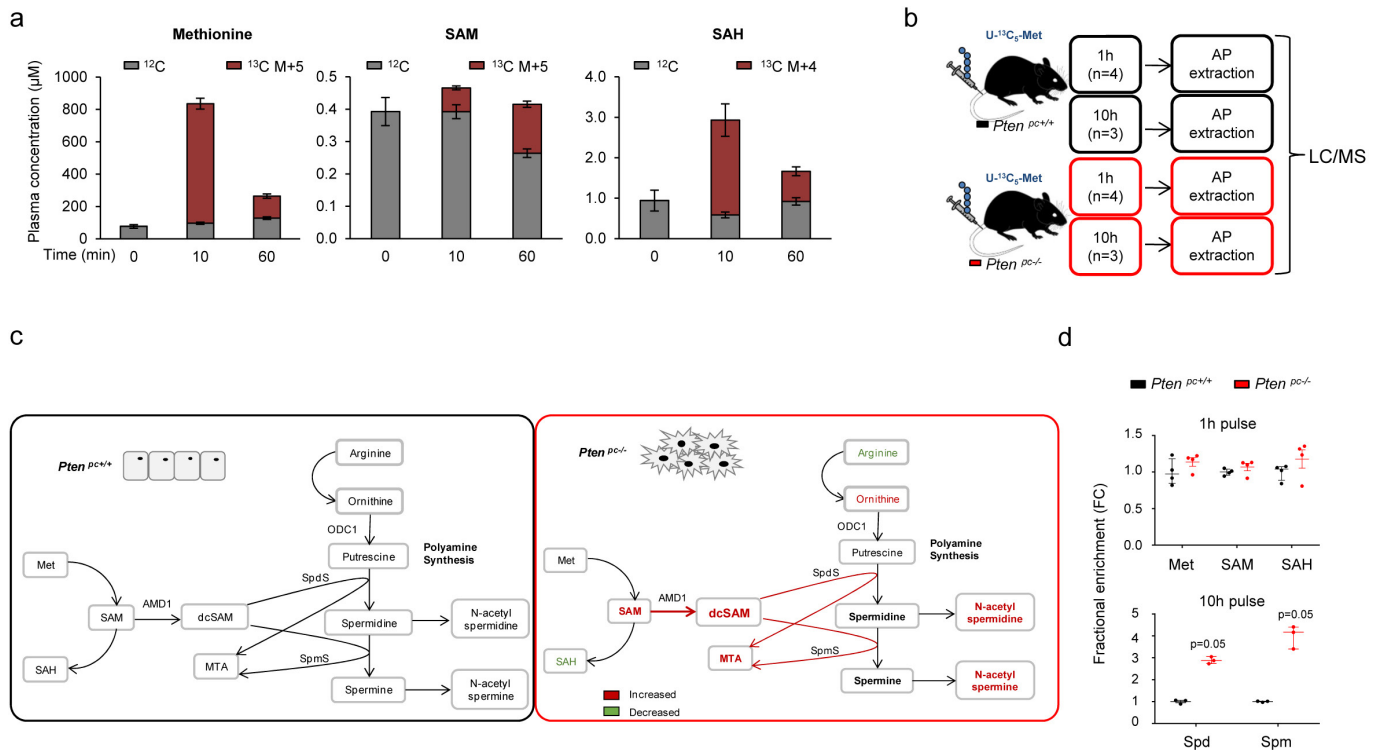 a
Methionine
SAM
SAH
¹²C
¹³C M+5
¹²C
¹³C M+5
¹²C
¹³C M+4
Plasma concentration (µM)
1000
800
600
400
200
0
0.5
0.4
0.3
0.2
0.1
0.0
4.0
3.0
2.0
1.0
0.0
Time (min)
0
10
60
0
10
60
0
10
60
b
U-¹³C₅-Met
Pten pc+/+
1h
(n=4)
AP
extraction
10h
(n=3)
AP
extraction
U-¹³C₅-Met
Pten pc-/-
1h
(n=4)
AP
extraction
10h
(n=3)
AP
extraction
LC/MS
c
Pten pc+/+
Arginine
Ornithine
ODC1
Putrescine
Polyamine
Synthesis
Met
SpdS
AMD1
SAM
dcSAM
Spermidine
N-acetyl
spermidine
SAH
MTA
SpmS
Spermine
N-acetyl
spermine
Pten pc-/-
Arginine
Ornithine
ODC1
Putrescine
Polyamine
Synthesis
Met
SpdS
AMD1
SAM
dcSAM
Spermidine
N-acetyl
spermidine
SAH
MTA
SpmS
Spermine
N-acetyl
spermine
Increased
Decreased
d
Pten pc+/+
Pten pc-/-
Fractional enrichment (FC)
1h pulse
1.5
1.0
0.5
0.0
Met
SAM
SAH
10h pulse
5
4
3
2
1
0
p=0.05
p=0.05
Spd
Spm